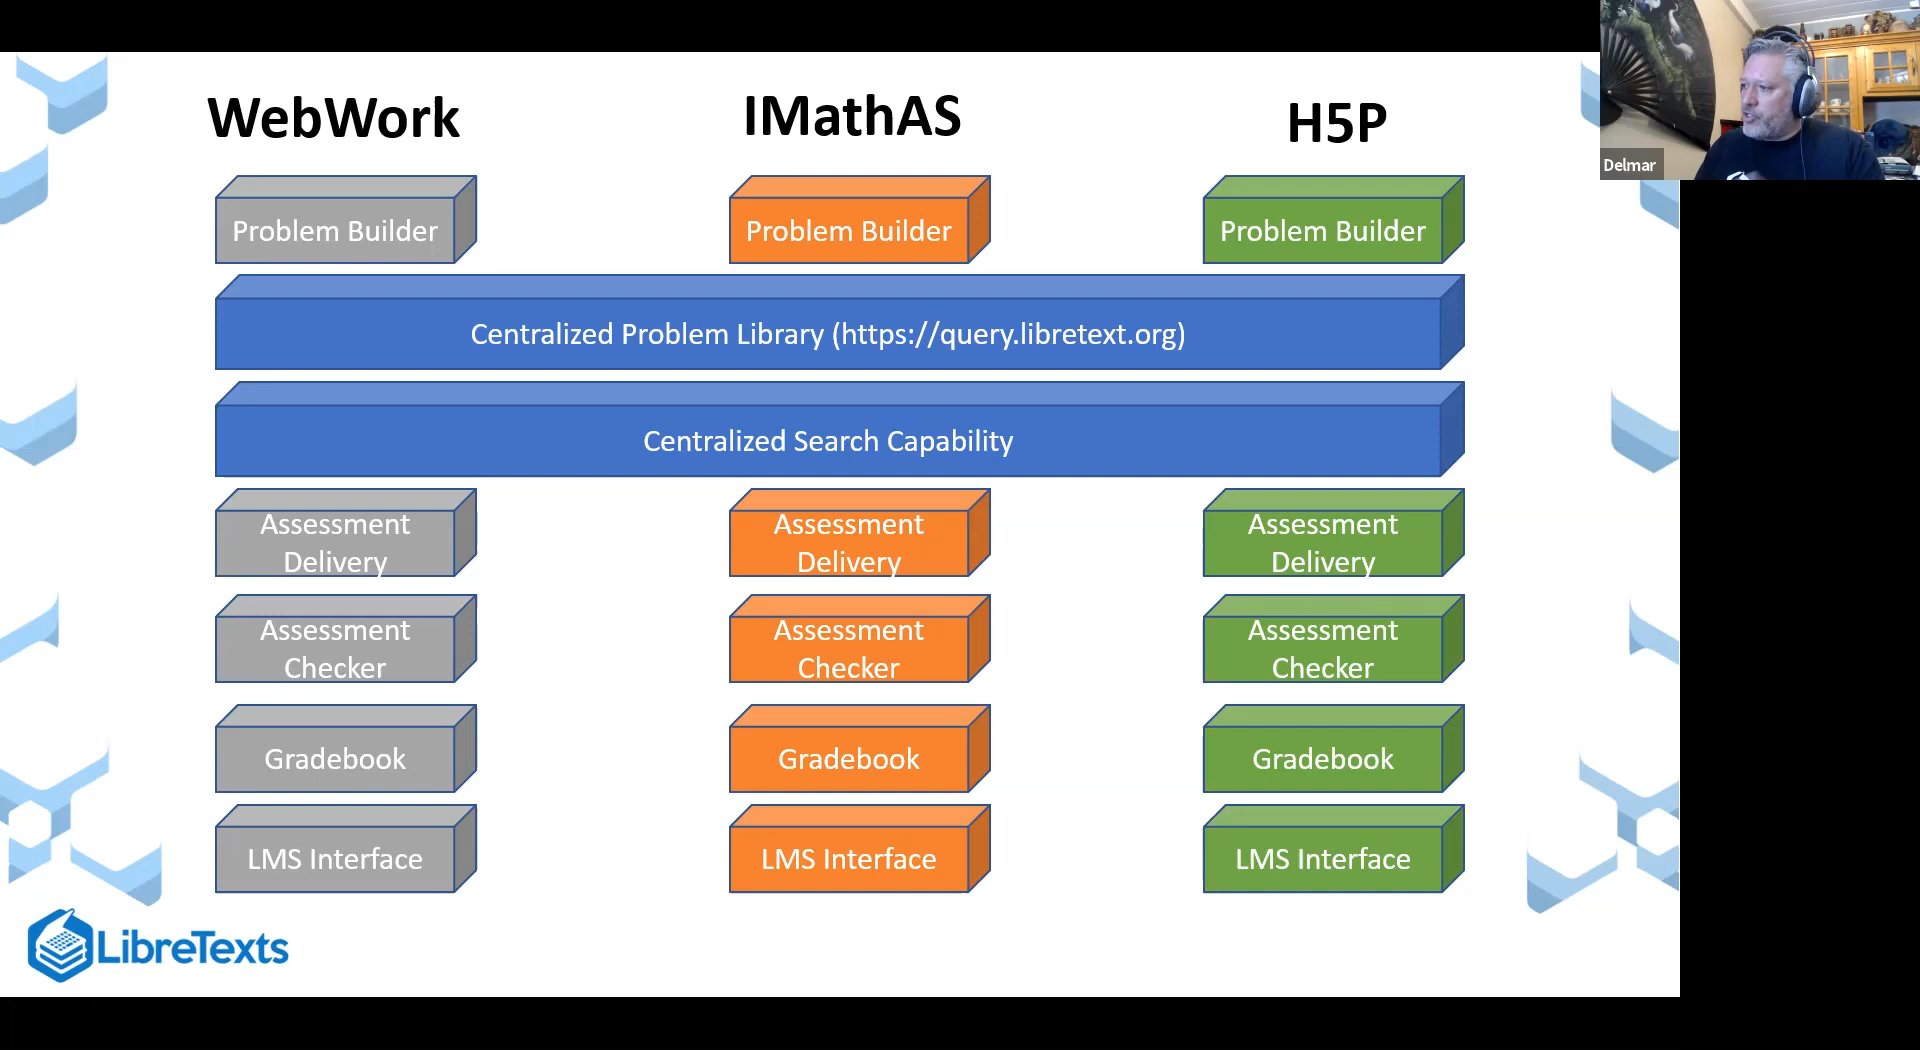 WebWork
IMathAS
H5P
Delmar
Problem Builder
Problem Builder
Problem Builder
Centralized Problem Library (https://query.libretext.org)
Centralized Search Capability
Assessment
Delivery
Assessment
Delivery
Assessment
Delivery
Assessment
Checker
Assessment
Checker
Assessment
Checker
Gradebook
Gradebook
Gradebook
LMS Interface
LMS Interface
LMS Interface
LibreTexts